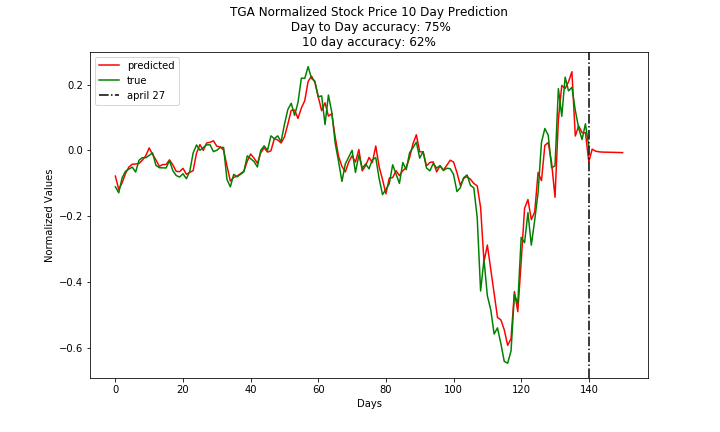 TGA Normalized Stock Price 10 Day Prediction
Day to Day accuracy: 75%
10 day accuracy: 62%
predicted
true
april 27
Normalized Values
0.2
0.0
−0.2
−0.4
−0.6
0 20 40 60 80 100 120 140
Days